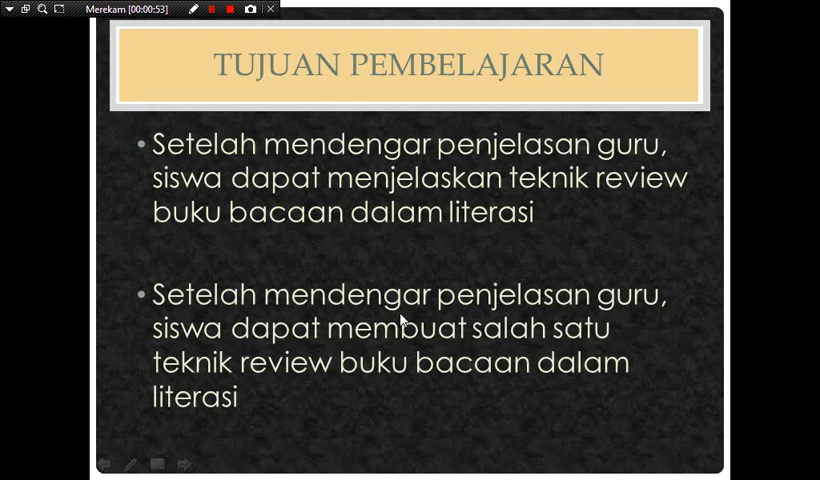 Merekam [00:00:53]
TUJUAN PEMBELAJARAN
• Setelah mendengar penjelasan guru,
siswa dapat menjelaskan teknik review
buku bacaan dalam literasi
• Setelah mendengar penjelasan guru,
siswa dapat membuat salah satu
teknik review buku bacaan dalam
literasi